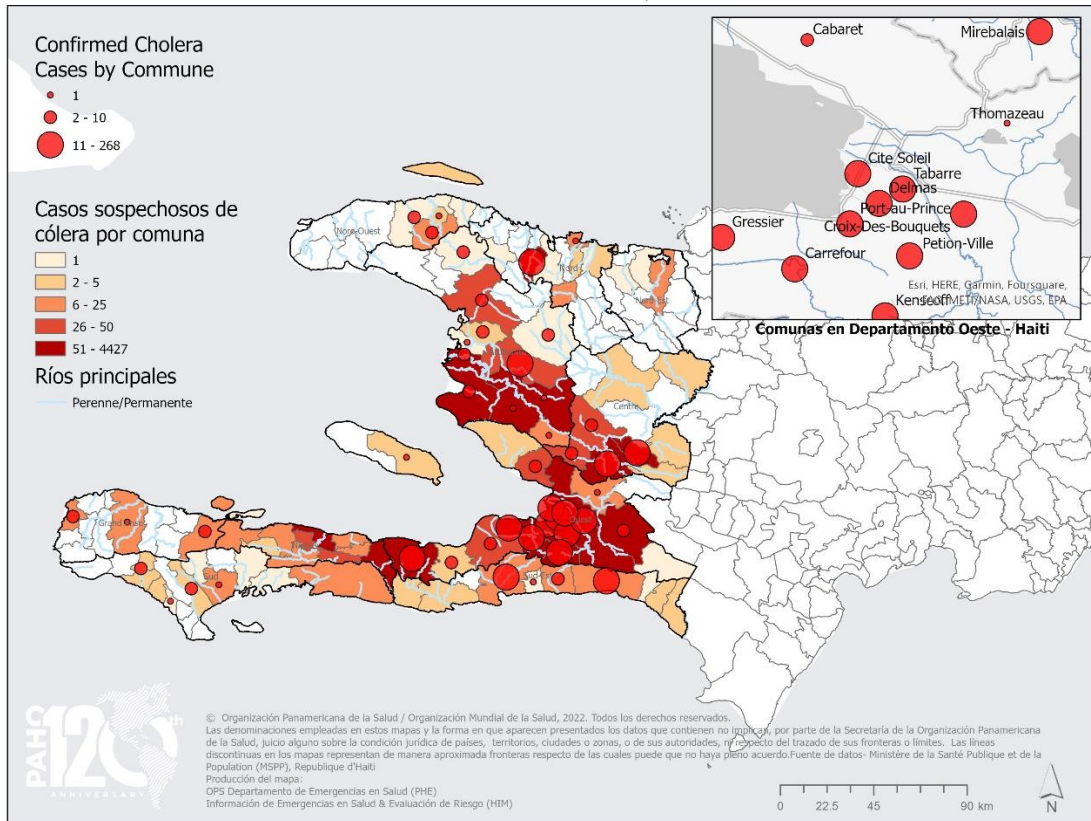 Confirmed Cholera
Cases by Commune
1
2 - 10
11 - 268
Casos sospechosos de
cólera por comuna
1
2 - 5
6 - 25
26 - 50
51 - 4427
Ríos principales
Perenne/Permanente
Cabaret
Mirebalais
Thomazeau
Cite Soleil
Tabarre
Delmas
Port-au-Prince
Gressier
Croix-Des-Bouquets
Petion-Ville
Carrefour
Kenscoff
Esri, HERE, Garmin, Foursquare,
METI/NASA, USGS, EPA
Comunas en Departamento Oeste - Haiti
Nord-Ouest
Nord
Nord-Est
Centre
Sud
PAHO
120th
ANNIVERSARY
© Organización Panamericana de la Salud / Organización Mundial de la Salud, 2022. Todos los derechos reservados.
Las denominaciones empleadas en estos mapas y la forma en que aparecen presentados los datos que contienen no implican, por parte de la Secretaría de la Organización Panamericana
de la Salud, juicio alguno sobre la condición jurídica de países, territorios, ciudades o zonas, o de sus autoridades, ni respecto del trazado de sus fronteras o límites. Las líneas
discontinuas en los mapas representan de manera aproximada fronteras respecto de las cuales puede que no haya pleno acuerdo.Fuente de datos- Ministère de la Santé Publique et de la
Population (MSPP), Republique d'Haiti
Producción del mapa:
OPS Departamento de Emergencias en Salud (PHE)
Información de Emergencias en Salud & Evaluación de Riesgo (HIM)
0 22.5 45 90 km
N